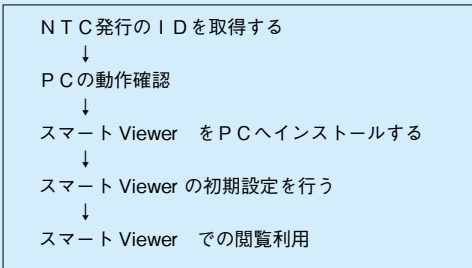 ＮＴＣ発行のＩＤを取得する
↓
ＰＣの動作確認
↓
スマート Viewer　をＰＣへインストールする
↓
スマート Viewer の初期設定を行う
↓
スマート Viewer　での閲覧利用